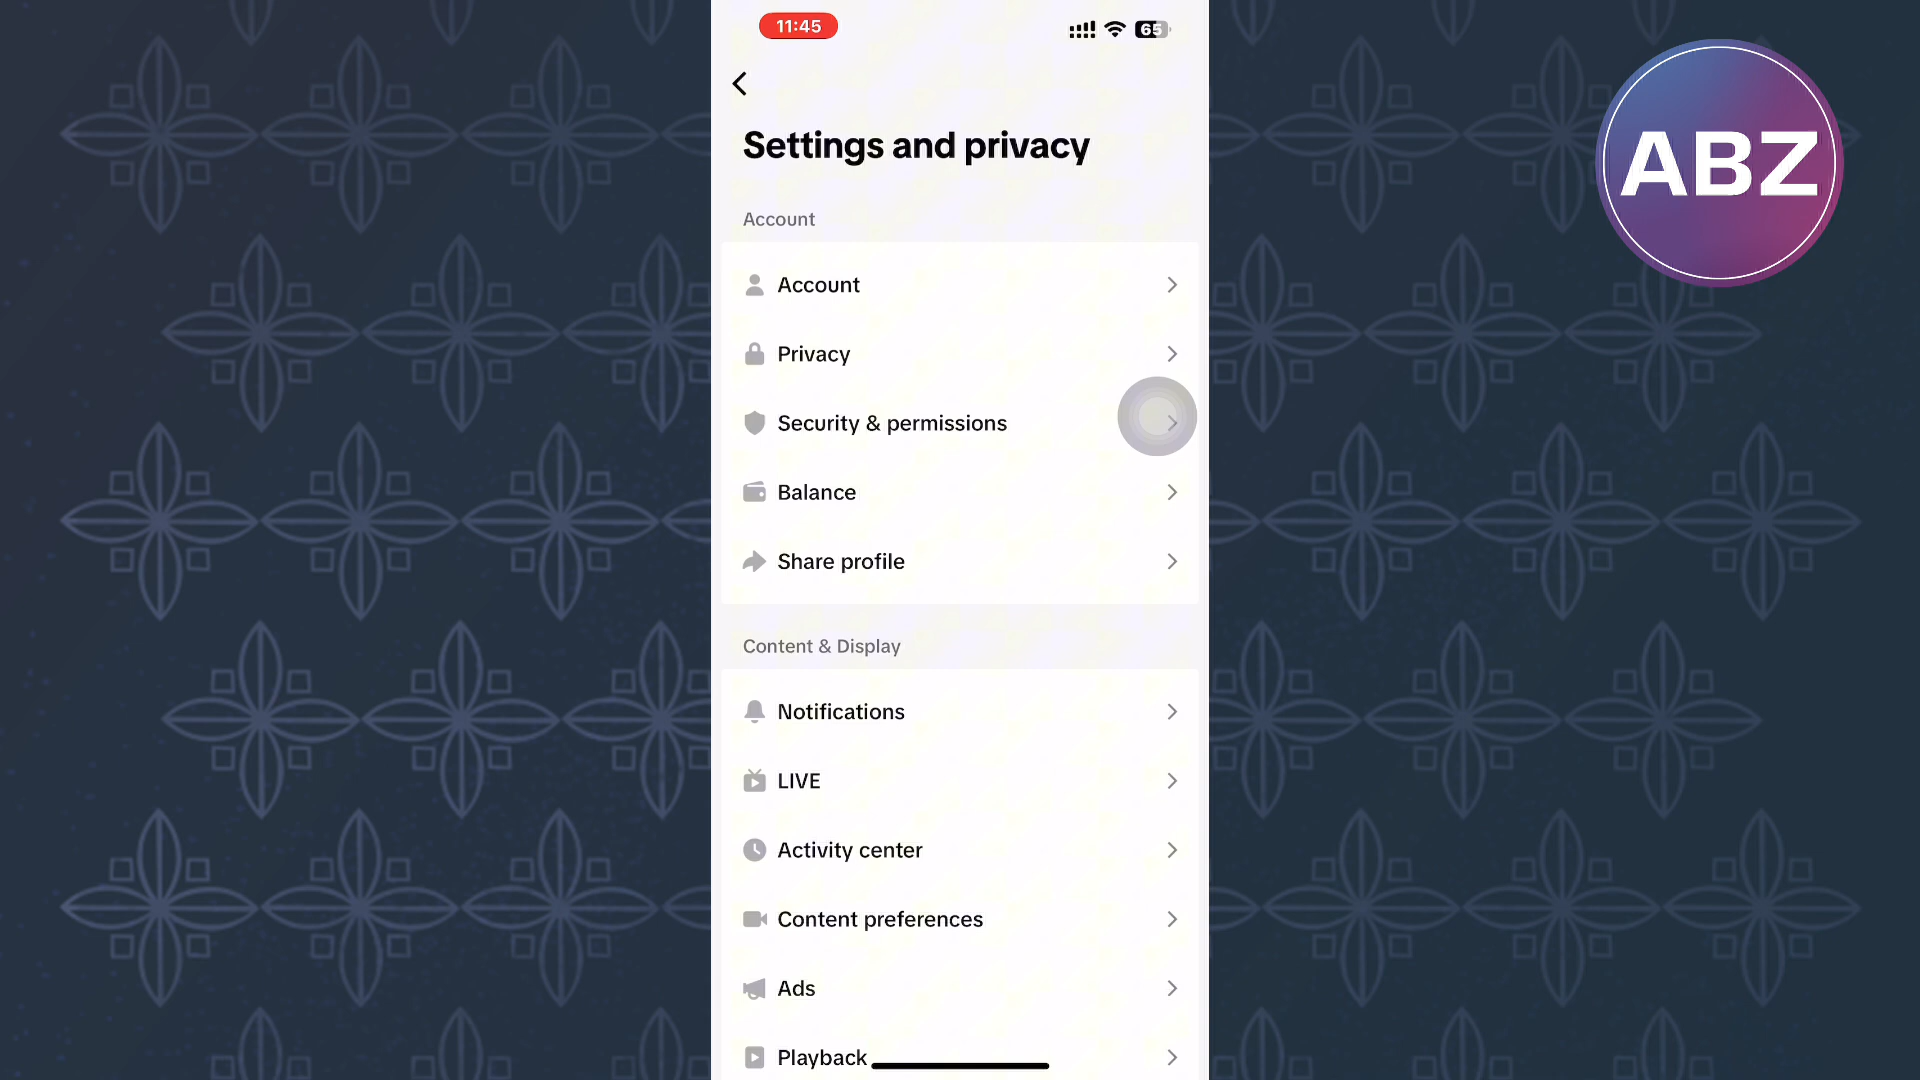 11:45
65
ABZ
Settings and privacy
Account
Account
Privacy
Security & permissions
Balance
Share profile
Content & Display
Notifications
LIVE
Activity center
Content preferences
Ads
Playback